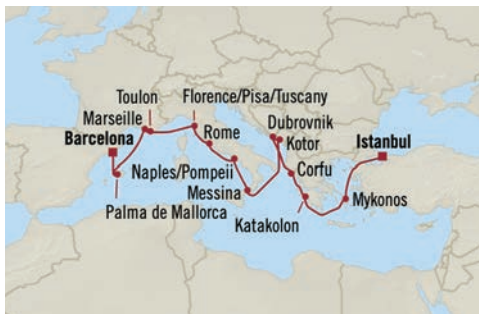 Toulon
Florence/Pisa/Tuscany
Marseille
Barcelona
Rome
Dubrovnik
Kotor
Istanbul
Naples/Pompeii
Messina
Corfu
Palma de Mallorca
Katakolon
Mykonos